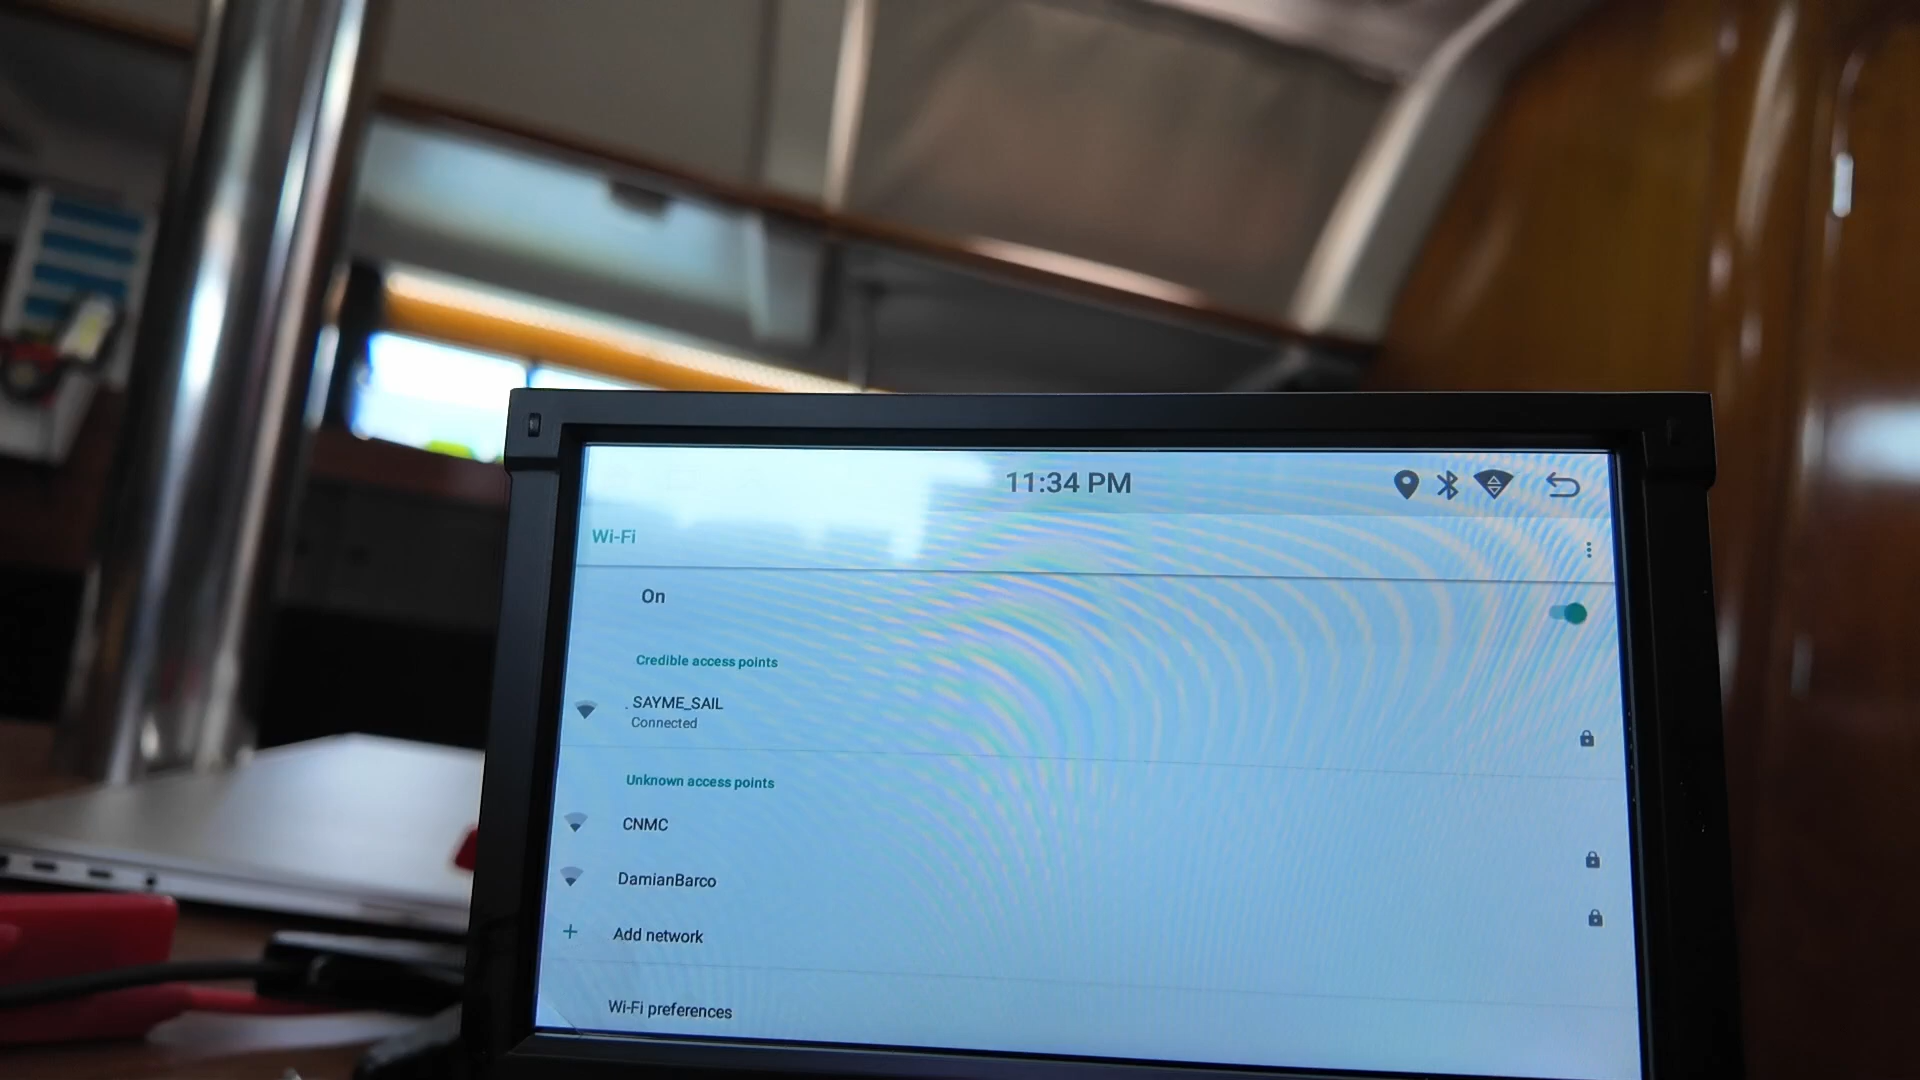 11:34 PM
Wi-Fi
On
Credible access points
. SAYME_SAIL
Connected
Unknown access points
CNMC
DamianBarco
Add network
Wi-Fi preferences